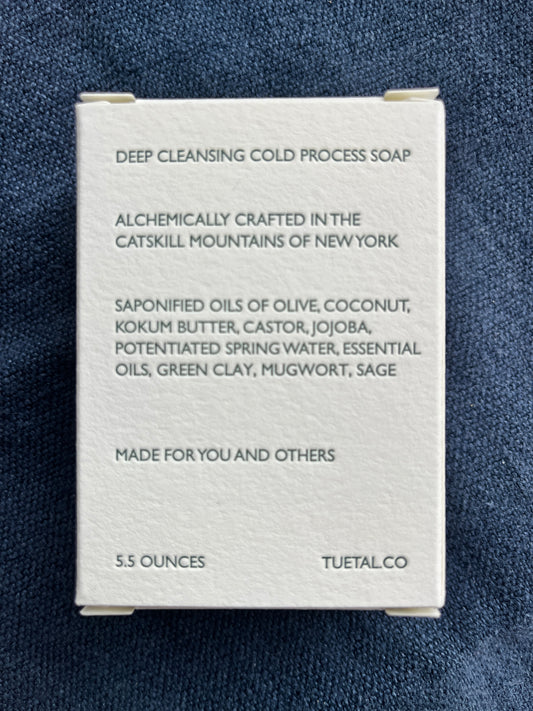 DEEP CLEANSING COLD PROCESS SOAP
ALCHEMICALLY CRAFTED IN THE
CATSKILL MOUNTAINS OF NEW YORK
SAPONIFIED OILS OF OLIVE, COCONUT,
KOKUM BUTTER, CASTOR, JOJOBA,
POTENTIATED SPRING WATER, ESSENTIAL
OILS, GREEN CLAY, MUGWORT, SAGE
MADE FOR YOU AND OTHERS
5.5 OUNCES TUETAL.CO